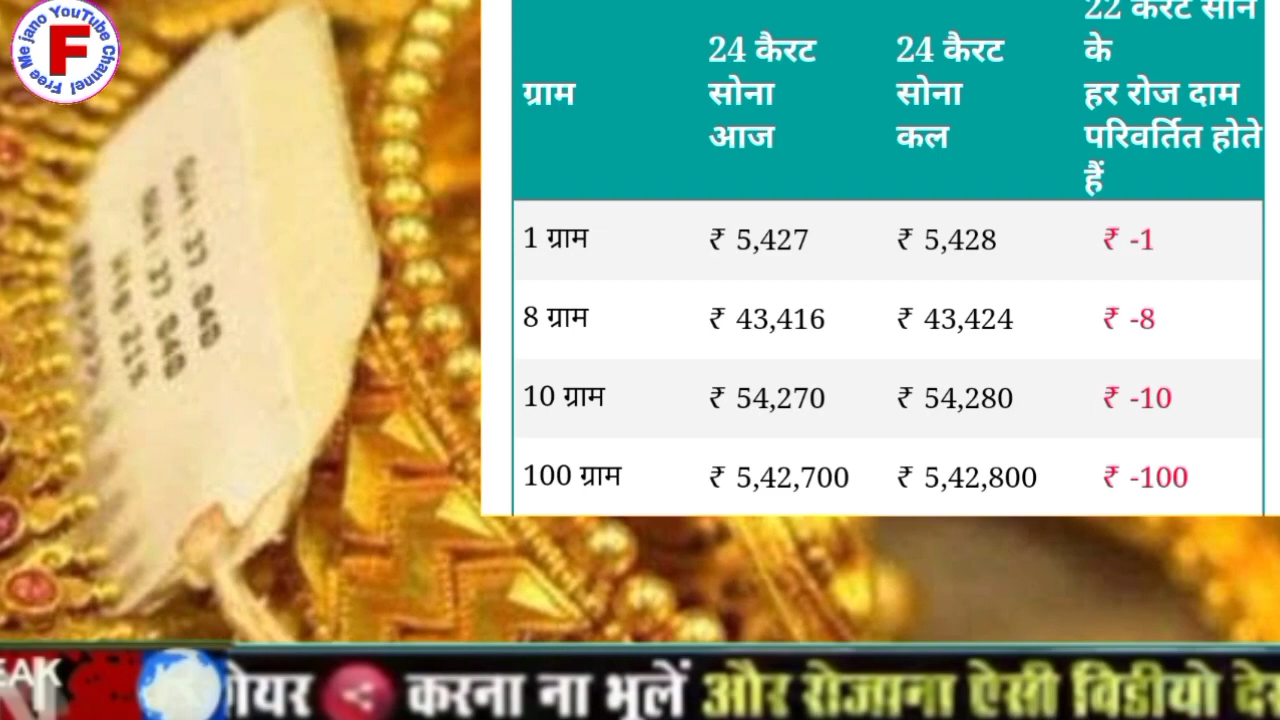 Free Me jano YouTube Channel
F
ग्राम
24 कैरट
सोना
आज
24 कैरट
सोना
कल
22 कैरट सोने
के
हर रोज दाम
परिवर्तित होते
हैं
1 ग्राम ₹ 5,427 ₹ 5,428 ₹ -1
8 ग्राम ₹ 43,416 ₹ 43,424 ₹ -8
10 ग्राम ₹ 54,270 ₹ 54,280 ₹ -10
100 ग्राम ₹ 5,42,700 ₹ 5,42,800 ₹ -100
करना ना भूलें और रोजाना ऐसी विडीयो